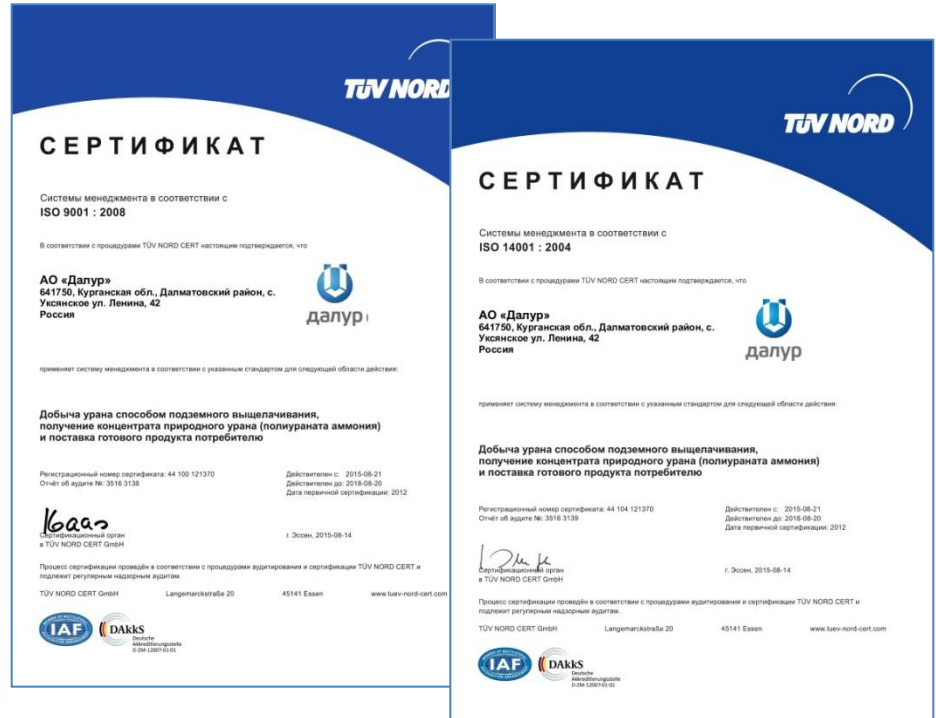 TÜV NORD
СЕРТИФИКАТ
Системы менеджмента в соответствии с
ISO 9001 : 2008
В соответствии с процедурами TÜV NORD CERT настоящим подтверждается, что
АО «Далур»
641750, Курганская обл., Далматовский район, с.
Уксянское ул. Ленина, 42
Россия
далур
применяет систему менеджмента в соответствии с указанным стандартом для следующей области действия:
Добыча урана способом подземного выщелачивания,
получение концентрата природного урана (полиураната аммония)
и поставка готового продукта потребителю
Регистрационный номер сертификата: 44 100 121370
Отчёт об аудите №: 3516 3138
Действителен с: 2015-08-21
Действителен до: 2018-08-20
Дата первичной сертификации: 2012
Сертификационный орган
в TÜV NORD CERT GmbH
г. Эссен, 2015-08-14
Процесс сертификации проведён в соответствии с процедурами аудитирования и сертификации TÜV NORD CERT и
подлежит регулярным надзорным аудитам.
TÜV NORD CERT GmbH Langemarckstraße 20 45141 Essen www.tuev-nord-cert.com
IAF
DAkkS
Deutsche
Akkreditierungsstelle
D-ZM-12007-01-01
TÜV NORD
СЕРТИФИКАТ
Системы менеджмента в соответствии с
ISO 14001 : 2004
В соответствии с процедурами TÜV NORD CERT настоящим подтверждается, что
АО «Далур»
641750, Курганская обл., Далматовский район, с.
Уксянское ул. Ленина, 42
Россия
далур
применяет систему менеджмента в соответствии с указанным стандартом для следующей области действия:
Добыча урана способом подземного выщелачивания,
получение концентрата природного урана (полиураната аммония)
и поставка готового продукта потребителю
Регистрационный номер сертификата: 44 104 121370
Отчёт об аудите №: 3516 3139
Действителен с: 2015-08-21
Действителен до: 2018-08-20
Дата первичной сертификации: 2012
Сертификационный орган
в TÜV NORD CERT GmbH
г. Эссен, 2015-08-14
Процесс сертификации проведён в соответствии с процедурами аудитирования и сертификации TÜV NORD CERT и
подлежит регулярным надзорным аудитам.
TÜV NORD CERT GmbH Langemarckstraße 20 45141 Essen www.tuev-nord-cert.com
IAF
DAkkS
Deutsche
Akkreditierungsstelle
D-ZM-12007-01-01